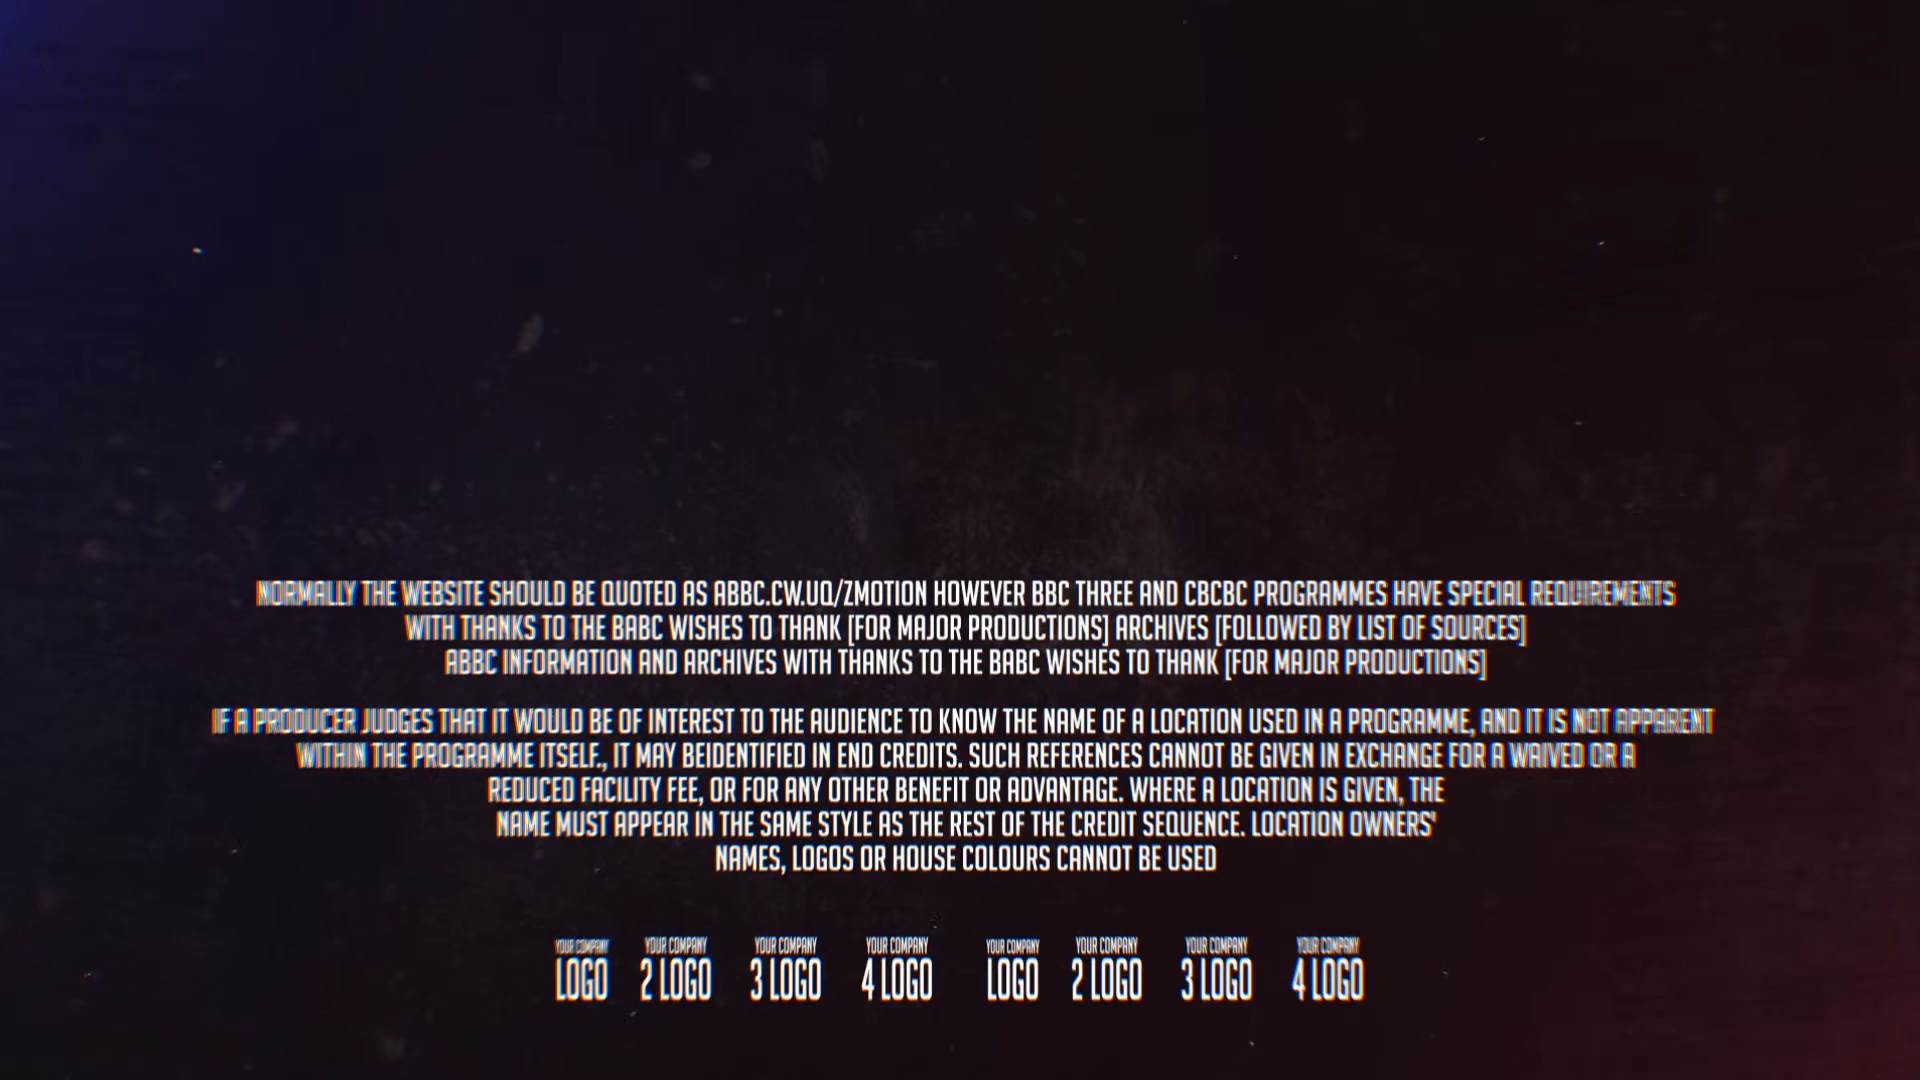 NORMALLY THE WEBSITE SHOULD BE QUOTED AS ABBC.CW.UQ/ZMOTION HOWEVER BBC THREE AND CBCBC PROGRAMMES HAVE SPECIAL REQUIREMENTS
WITH THANKS TO THE BABC WISHES TO THANK [FOR MAJOR PRODUCTIONS] ARCHIVES [FOLLOWED BY LIST OF SOURCES]
ABBC INFORMATION AND ARCHIVES WITH THANKS TO THE BABC WISHES TO THANK [FOR MAJOR PRODUCTIONS]
IF A PRODUCER JUDGES THAT IT WOULD BE OF INTEREST TO THE AUDIENCE TO KNOW THE NAME OF A LOCATION USED IN A PROGRAMME, AND IT IS NOT APPARENT
WITHIN THE PROGRAMME ITSELF., IT MAY BEIDENTIFIED IN END CREDITS. SUCH REFERENCES CANNOT BE GIVEN IN EXCHANGE FOR A WAIVED OR A
REDUCED FACILITY FEE, OR FOR ANY OTHER BENEFIT OR ADVANTAGE. WHERE A LOCATION IS GIVEN, THE
NAME MUST APPEAR IN THE SAME STYLE AS THE REST OF THE CREDIT SEQUENCE. LOCATION OWNERS'
NAMES, LOGOS OR HOUSE COLOURS CANNOT BE USED
YOUR COMPANY YOUR COMPANY YOUR COMPANY YOUR COMPANY YOUR COMPANY YOUR COMPANY YOUR COMPANY YOUR COMPANY
LOGO 2 LOGO 3 LOGO 4 LOGO LOGO 2 LOGO 3 LOGO 4 LOGO